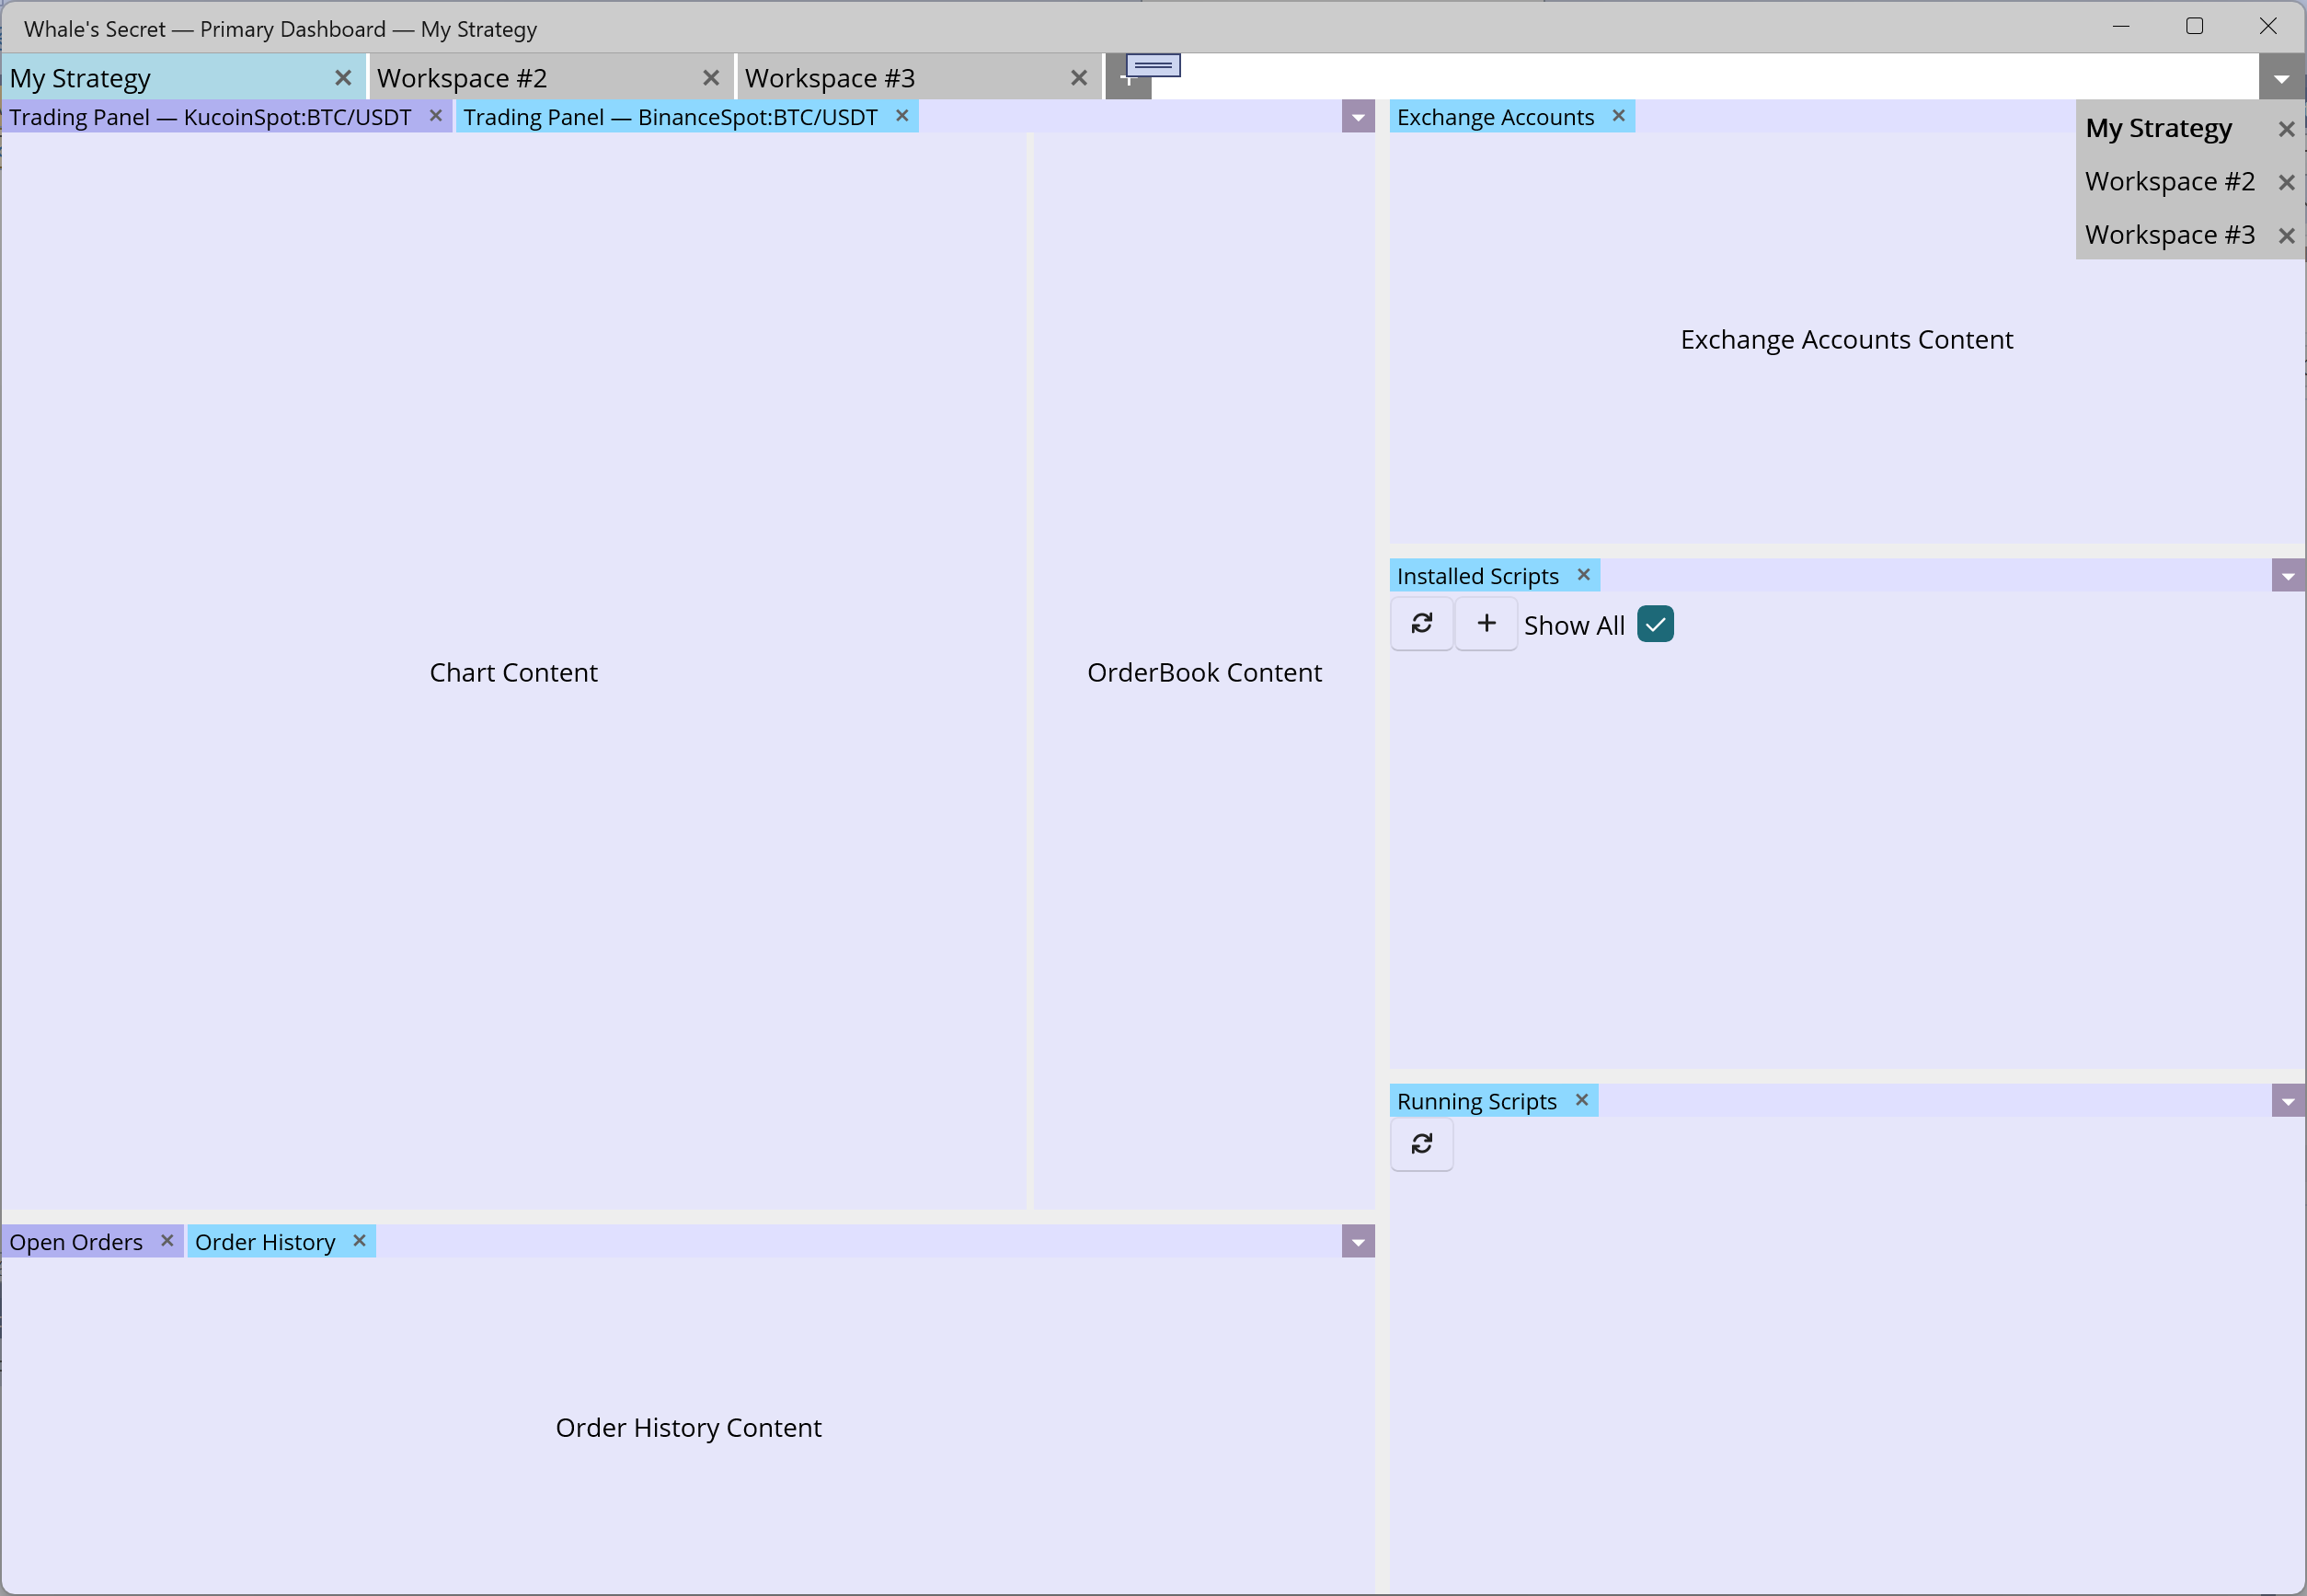 Whale's Secret — Primary Dashboard — My Strategy
My Strategy
Workspace #2
Workspace #3
Trading Panel — KucoinSpot:BTC/USDT
Trading Panel — BinanceSpot:BTC/USDT
Exchange Accounts
My Strategy
Workspace #2
Workspace #3
Exchange Accounts Content
Chart Content
OrderBook Content
Installed Scripts
Show All
Running Scripts
Open Orders
Order History
Order History Content